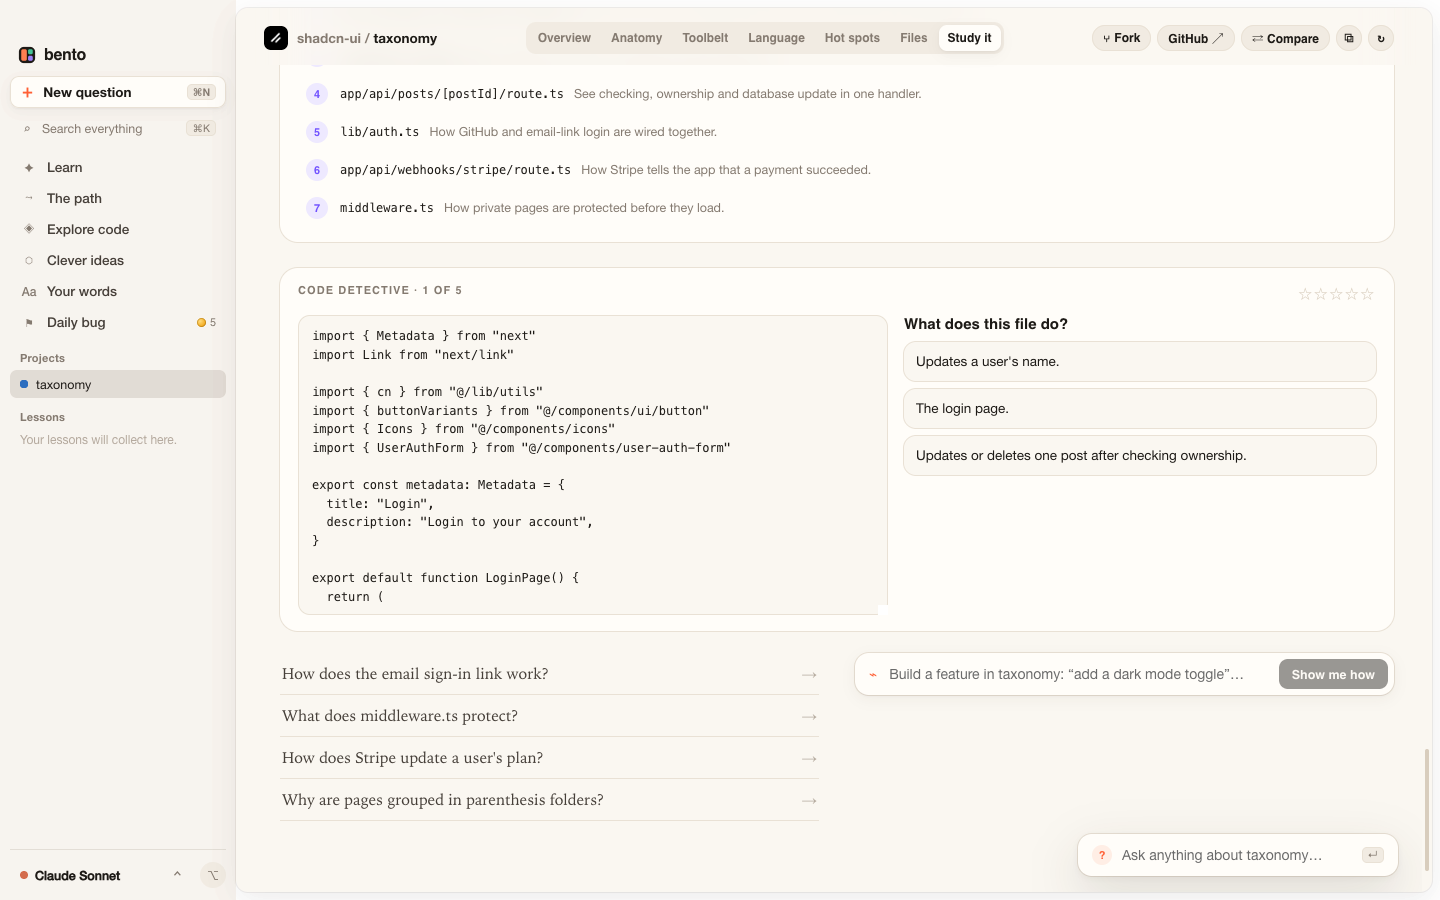 bento
New question ⌘N
Search everything ⌘K
Learn
The path
Explore code
Clever ideas
Aa Your words
Daily bug 5
Projects
taxonomy
Lessons
Your lessons will collect here.
Claude Sonnet
shadcn-ui / taxonomy
Overview Anatomy Toolbelt Language Hot spots Files Study it
Fork GitHub Compare
4 app/api/posts/[postId]/route.ts See checking, ownership and database update in one handler.
5 lib/auth.ts How GitHub and email-link login are wired together.
6 app/api/webhooks/stripe/route.ts How Stripe tells the app that a payment succeeded.
7 middleware.ts How private pages are protected before they load.
CODE DETECTIVE · 1 OF 5
import { Metadata } from "next"
import Link from "next/link"
import { cn } from "@/lib/utils"
import { buttonVariants } from "@/components/ui/button"
import { Icons } from "@/components/icons"
import { UserAuthForm } from "@/components/user-auth-form"
export const metadata: Metadata = {
title: "Login",
description: "Login to your account",
}
export default function LoginPage() {
return (
What does this file do?
Updates a user's name.
The login page.
Updates or deletes one post after checking ownership.
How does the email sign-in link work? →
What does middleware.ts protect? →
How does Stripe update a user's plan? →
Why are pages grouped in parenthesis folders? →
Build a feature in taxonomy: “add a dark mode toggle”… Show me how
? Ask anything about taxonomy…